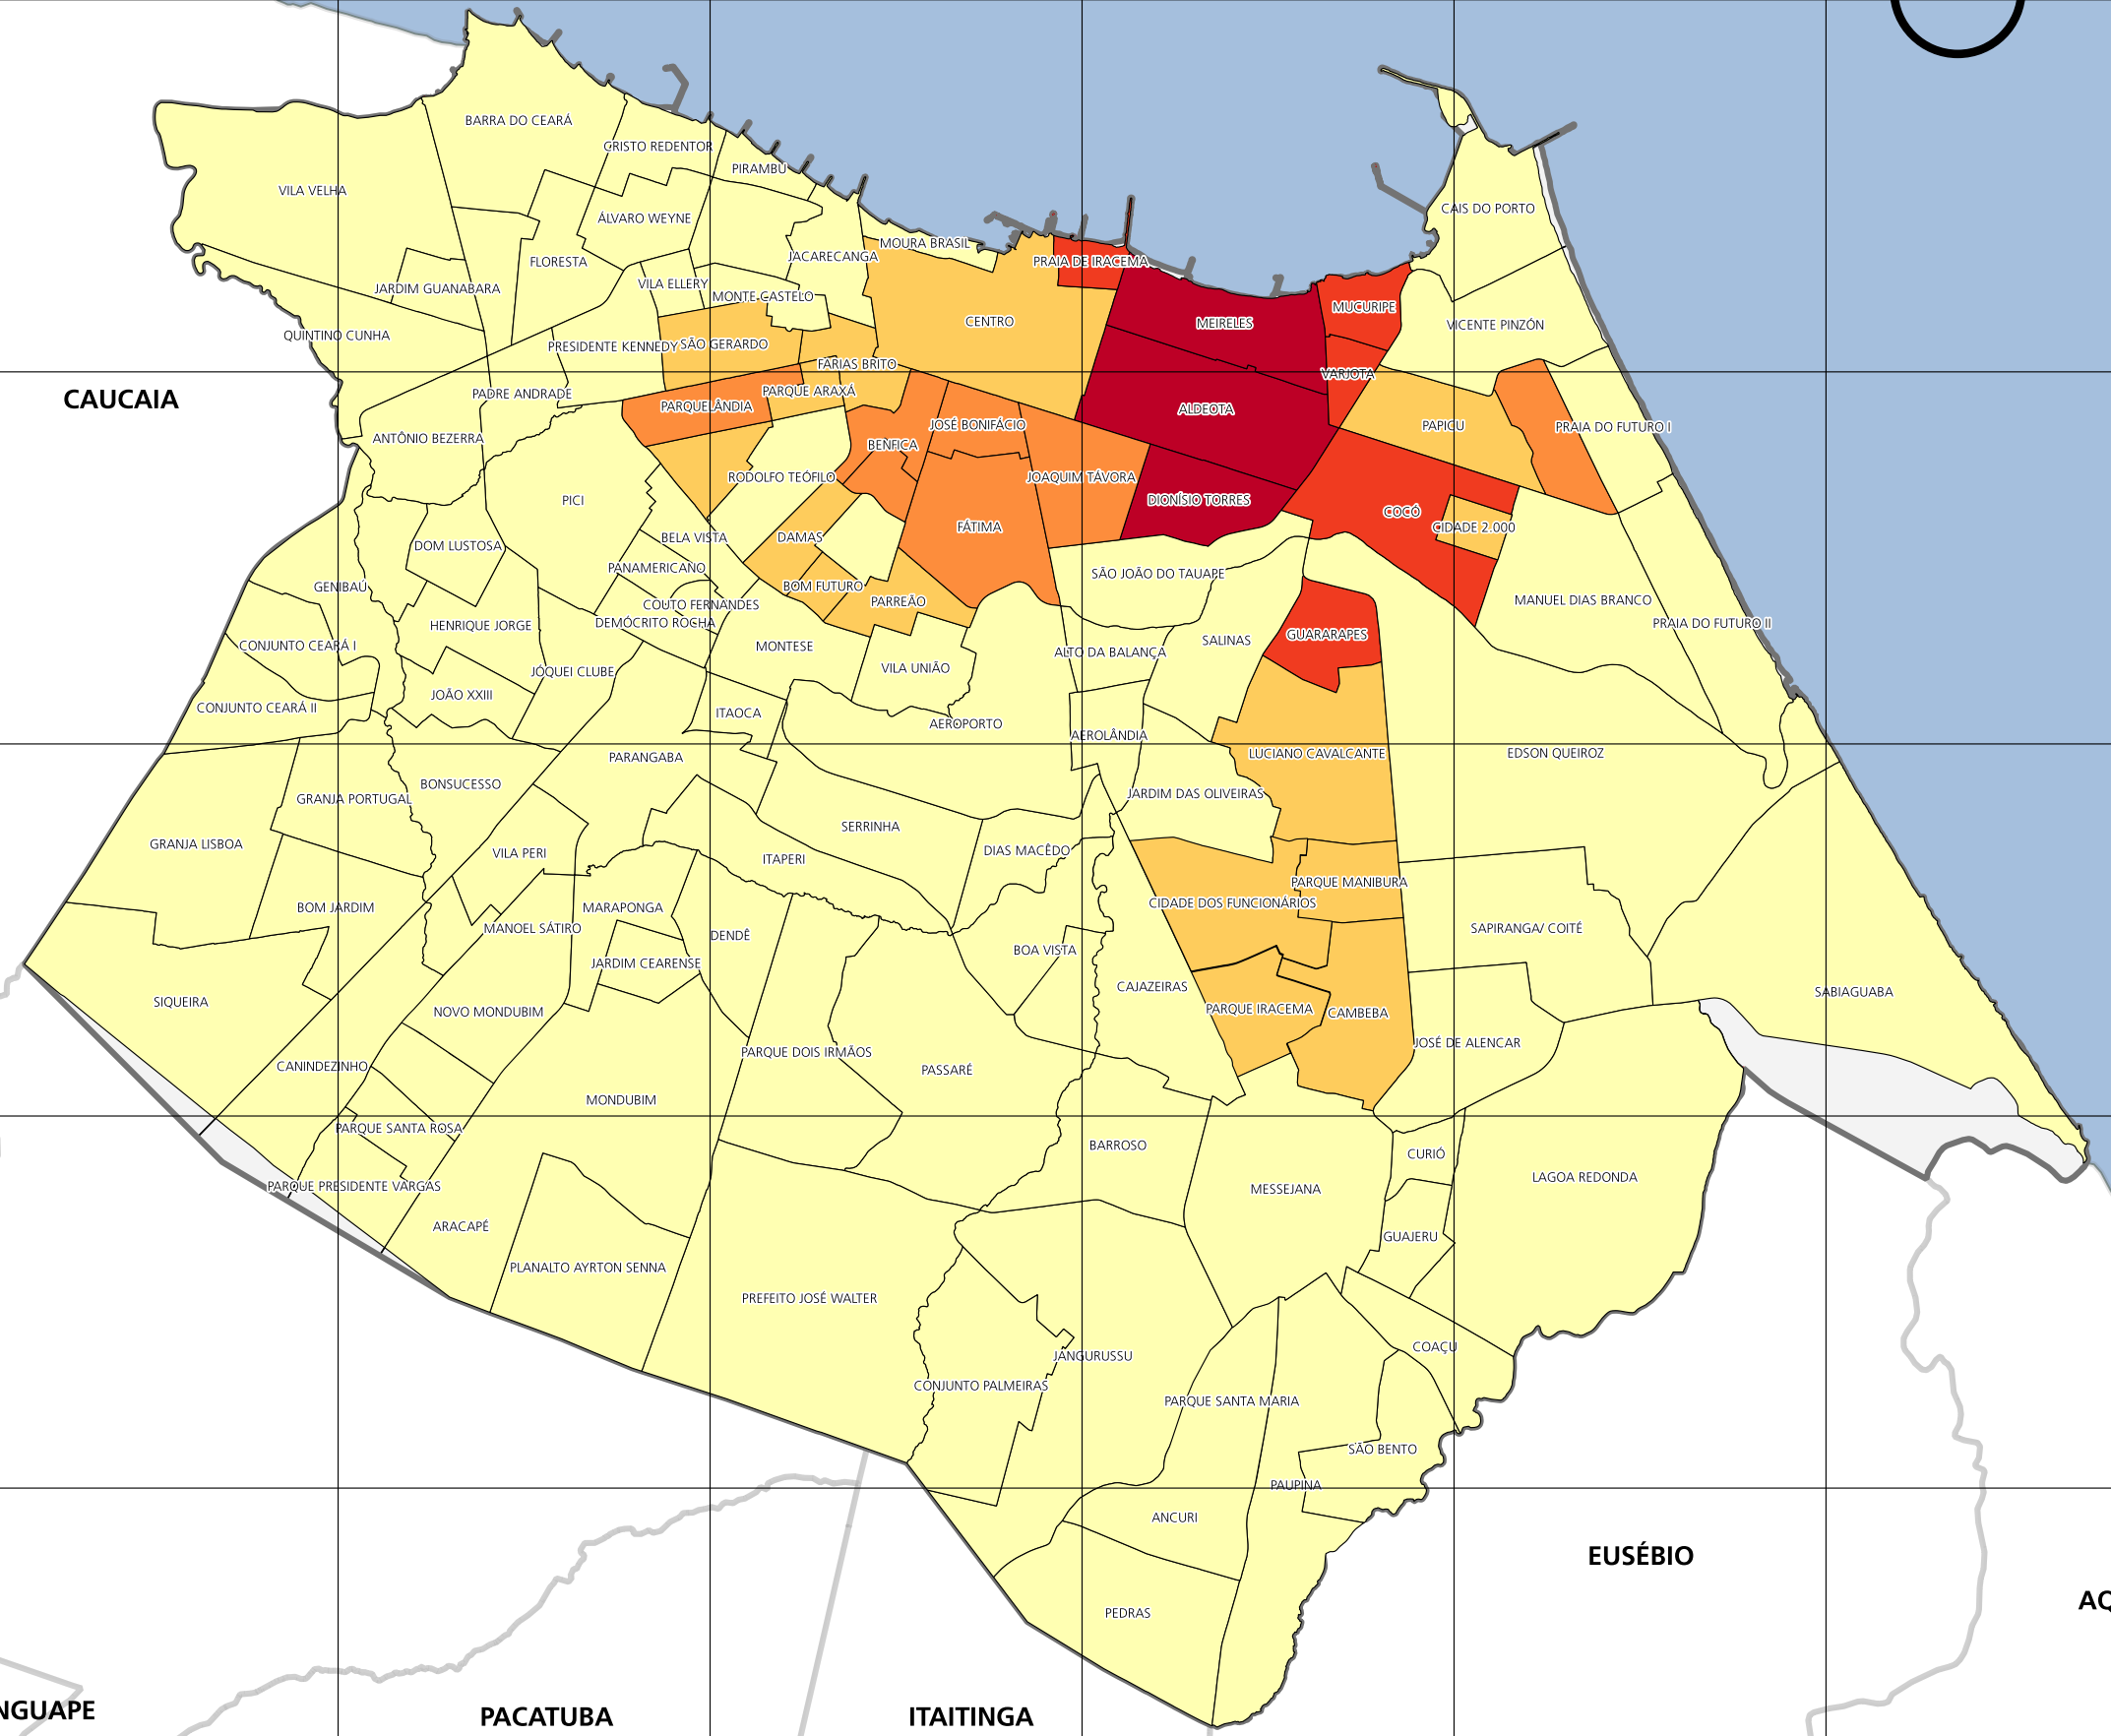 BARRA DO CEARÁ
CRISTO REDENTOR
PIRAMBÚ
VILA VELHA
ÁLVARO WEYNE
CAIS DO PORTO
MOURA BRASIL
JACARECANGA
PRAIA DE IRACEMA
FLORESTA
VILA ELLERY
JARDIM GUANABARA
MONTE CASTELO
MUCURIPE
CENTRO
MEIRELES
VICENTE PINZÓN
QUINTINO CUNHA
PRESIDENTE KENNEDY
SÃO GERARDO
FARIAS BRITO
VARJOTA
CAUCAIA
PADRE ANDRADE
PARQUE ARAXÁ
PARQUELÂNDIA
ALDEOTA
JOSÉ BONIFÁCIO
PAPICU
PRAIA DO FUTURO I
ANTÔNIO BEZERRA
BENFICA
RODOLFO TEÓFILO
JOAQUIM TÁVORA
PICI
DIONÍSIO TORRES
COCÓ
FÁTIMA
CIDADE 2.000
BELA VISTA
DAMAS
DOM LUSTOSA
PANAMERICANO
SÃO JOÃO DO TAUAPE
GENIBAÚ
BOM FUTURO
PARREÃO
MANUEL DIAS BRANCO
COUTO FERNANDES
DEMÓCRITO ROCHA
HENRIQUE JORGE
PRAIA DO FUTURO II
GUARARAPES
CONJUNTO CEARÁ I
MONTESE
SALINAS
ALTO DA BALANÇA
VILA UNIÃO
JÓQUEI CLUBE
JOÃO XXIII
CONJUNTO CEARÁ II
ITAOCA
AEROPORTO
AEROLÂNDIA
PARANGABA
LUCIANO CAVALCANTE
EDSON QUEIROZ
BONSUCESSO
GRANJA PORTUGAL
JARDIM DAS OLIVEIRAS
SERRINHA
GRANJA LISBOA
VILA PERI
DIAS MACÊDO
ITAPERI
PARQUE MANIBURA
CIDADE DOS FUNCIONÁRIOS
BOM JARDIM
MARAPONGA
MANOEL SÁTIRO
DENDÊ
SAPIRANGA/ COITÉ
BOA VISTA
JARDIM CEARENSE
CAJAZEIRAS
SABIAGUABA
SIQUEIRA
NOVO MONDUBIM
PARQUE IRACEMA
CAMBEBA
JOSÉ DE ALENCAR
PARQUE DOIS IRMÃOS
CANINDEZINHO
PASSARÉ
MONDUBIM
PARQUE SANTA ROSA
BARROSO
CURIÓ
LAGOA REDONDA
PARQUE PRESIDENTE VARGAS
MESSEJANA
ARACAPÉ
GUAJERU
PLANALTO AYRTON SENNA
PREFEITO JOSÉ WALTER
COAÇU
JANGURUSSU
CONJUNTO PALMEIRAS
PARQUE SANTA MARIA
SÃO BENTO
PAUPINA
ANCURI
EUSÉBIO
AQ
PEDRAS
NGUAPE
PACATUBA
ITAITINGA